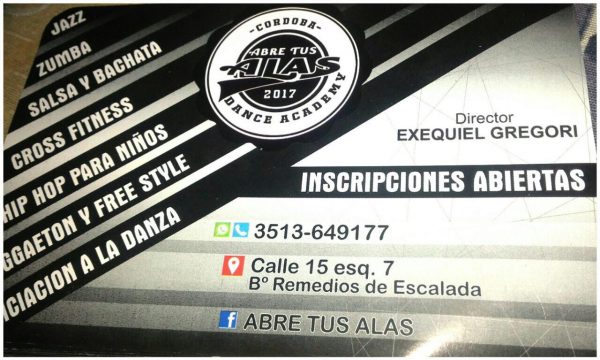 JAZZ
ZUMBA
SALSA Y BACHATA
CROSS FITNESS
HIP HOP PARA NIÑOS
GGAETON Y FREE STYLE
ICIACION A LA DANZA
CORDOBA
ABRE TUS
ALAS
2017
DANCE ACADEMY
Director
EXEQUIEL GREGORI
INSCRIPCIONES ABIERTAS
3513-649177
Calle 15 esq. 7
Bº Remedios de Escalada
ABRE TUS ALAS